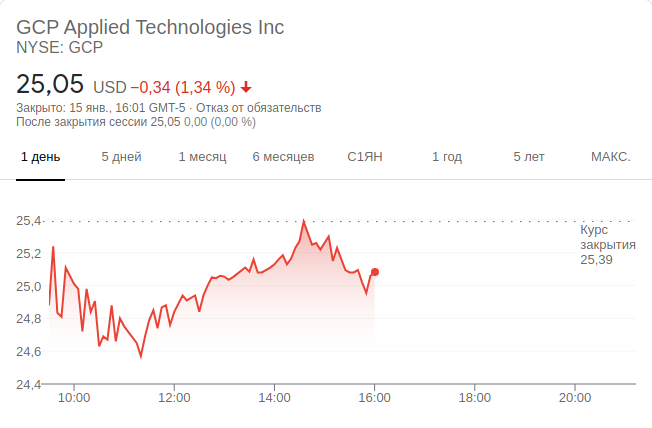 GCP Applied Technologies Inc
NYSE: GCP
25,05 USD −0,34 (1,34 %)
Закрыто: 15 янв., 16:01 GMT-5 · Отказ от обязательств
После закрытия сессии 25,05 0,00 (0,00 %)
1 день 5 дней 1 месяц 6 месяцев С1ЯН 1 год 5 лет МАКС.
25,4
Курс
закрытия
25,39
25,2
25,0
24,8
24,6
24,4
10:00 12:00 14:00 16:00 18:00 20:00